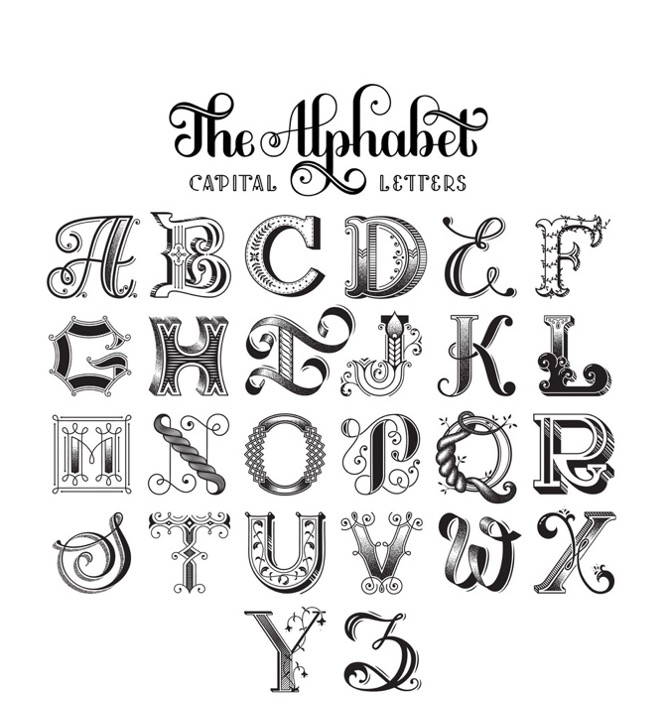 The Alphabet
CAPITAL LETTERS
A B C D E F
G H I J K L
M N O P Q R
S T U V W X
Y Z